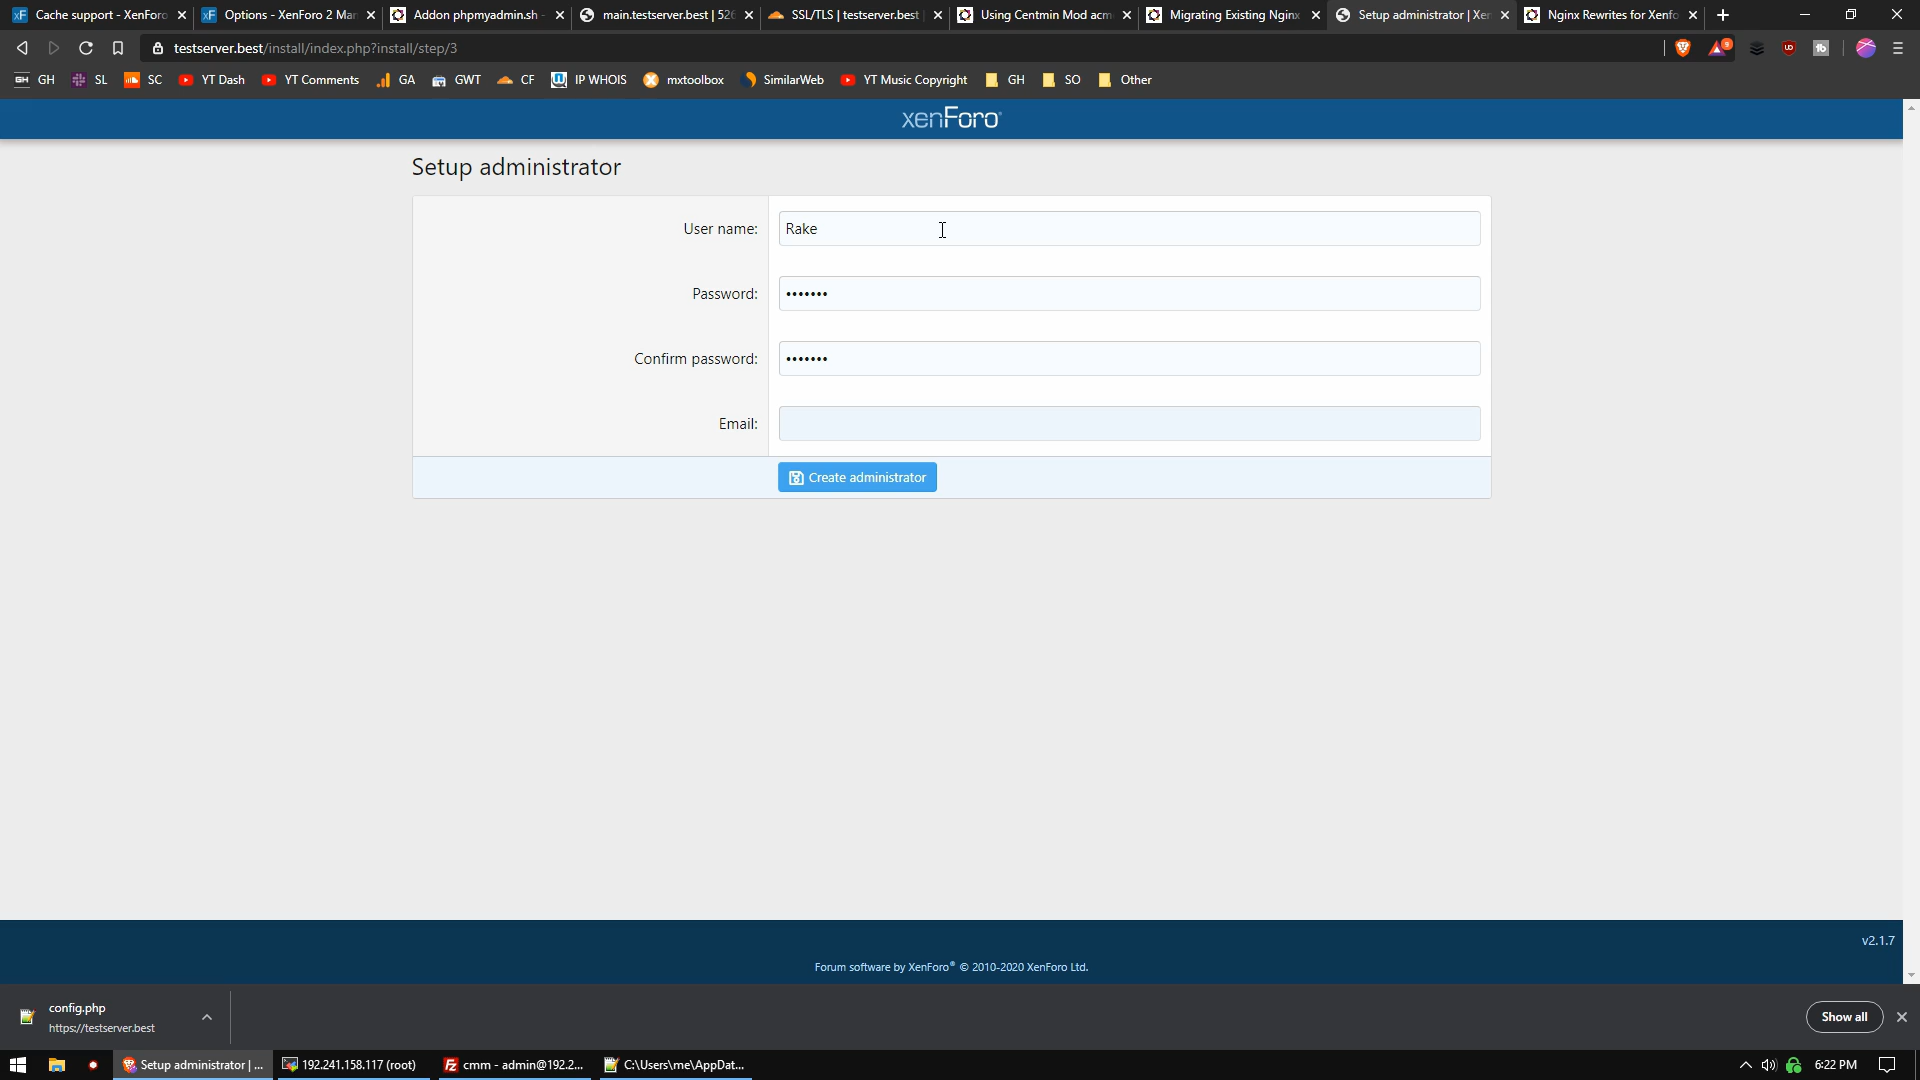 Cache support - XenForo
Options - XenForo 2 Mar
Addon phpmyadmin.sh -
main.testserver.best | 526
SSL/TLS | testserver.best
Using Centmin Mod acm
Migrating Existing Nginx
Setup administrator | Xer
Nginx Rewrites for Xenfo
testserver.best/install/index.php?install/step/3
9
GH
SL
SC
YT Dash
YT Comments
GA
GWT
CF
IP WHOIS
mxtoolbox
SimilarWeb
YT Music Copyright
GH
SO
Other
xenForo
Setup administrator
User name:
Rake
Password:
•••••••
Confirm password:
•••••••
Email:
Create administrator
v2.1.7
Forum software by XenForo® © 2010-2020 XenForo Ltd.
config.php
https://testserver.best
Show all
Setup administrator | ...
192.241.158.117 (root)
cmm - admin@192.2...
C:\Users\me\AppDat...
6:22 PM